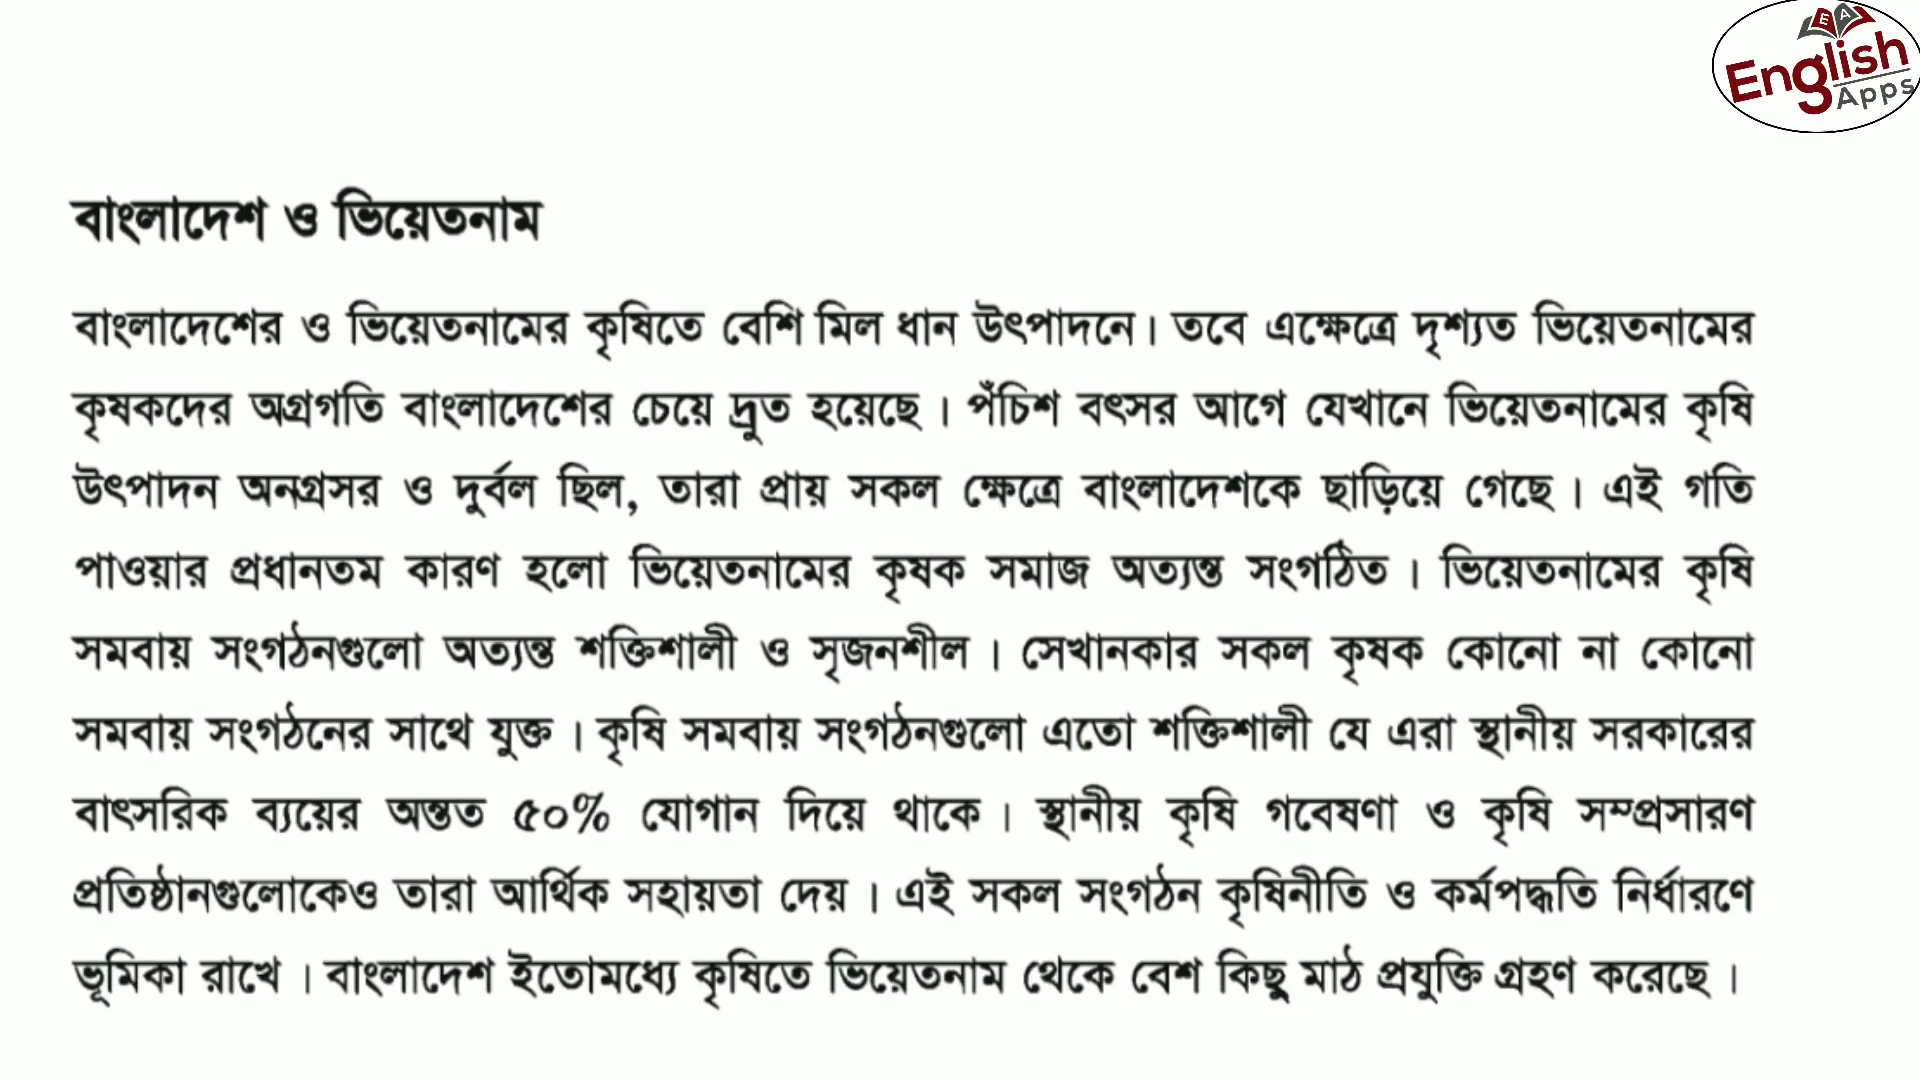 EA
English
Apps
বাংলাদেশ ও ভিয়েতনাম
বাংলাদেশের ও ভিয়েতনামের কৃষিতে বেশি মিল ধান উৎপাদনে। তবে এক্ষেত্রে দৃশ্যত ভিয়েতনামের
কৃষকদের অগ্রগতি বাংলাদেশের চেয়ে দ্রুত হয়েছে। পঁচিশ বৎসর আগে যেখানে ভিয়েতনামের কৃষি
উৎপাদন অনগ্রসর ও দুর্বল ছিল, তারা প্রায় সকল ক্ষেত্রে বাংলাদেশকে ছাড়িয়ে গেছে। এই গতি
পাওয়ার প্রধানতম কারণ হলো ভিয়েতনামের কৃষক সমাজ অত্যন্ত সংগঠিত। ভিয়েতনামের কৃষি
সমবায় সংগঠনগুলো অত্যন্ত শক্তিশালী ও সৃজনশীল। সেখানকার সকল কৃষক কোনো না কোনো
সমবায় সংগঠনের সাথে যুক্ত। কৃষি সমবায় সংগঠনগুলো এতো শক্তিশালী যে এরা স্থানীয় সরকারের
বাৎসরিক ব্যয়ের অন্তত ৫০% যোগান দিয়ে থাকে। স্থানীয় কৃষি গবেষণা ও কৃষি সম্প্রসারণ
প্রতিষ্ঠানগুলোকেও তারা আর্থিক সহায়তা দেয়। এই সকল সংগঠন কৃষিনীতি ও কর্মপদ্ধতি নির্ধারণে
ভূমিকা রাখে। বাংলাদেশ ইতোমধ্যে কৃষিতে ভিয়েতনাম থেকে বেশ কিছু মাঠ প্রযুক্তি গ্রহণ করেছে।